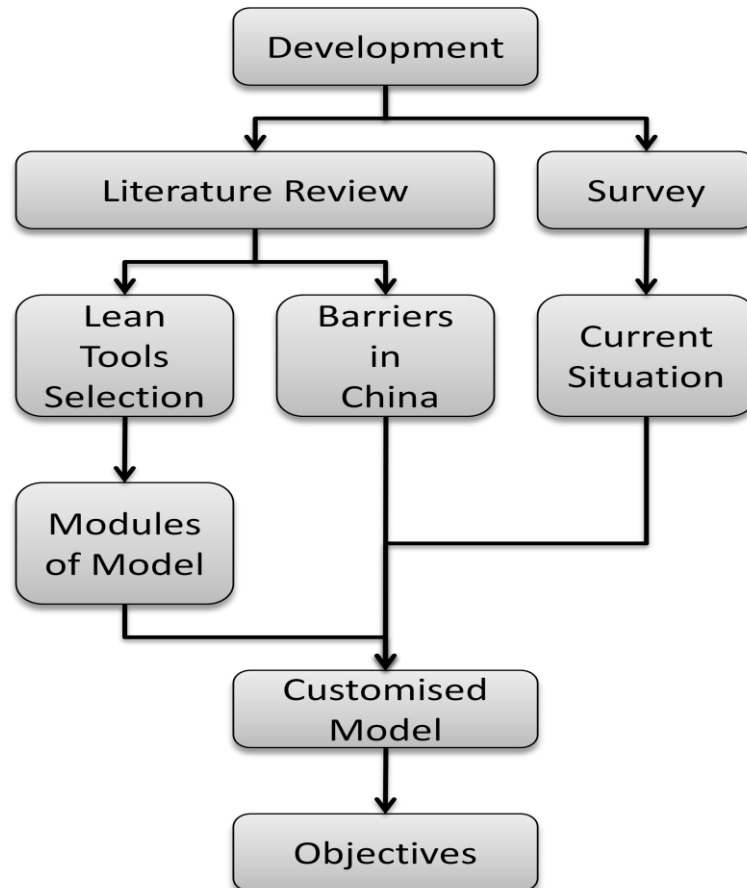 Development
Literature Review
Survey
Lean
Tools
Selection
Barriers
in
China
Current
Situation
Modules
of Model
Customised
Model
Objectives